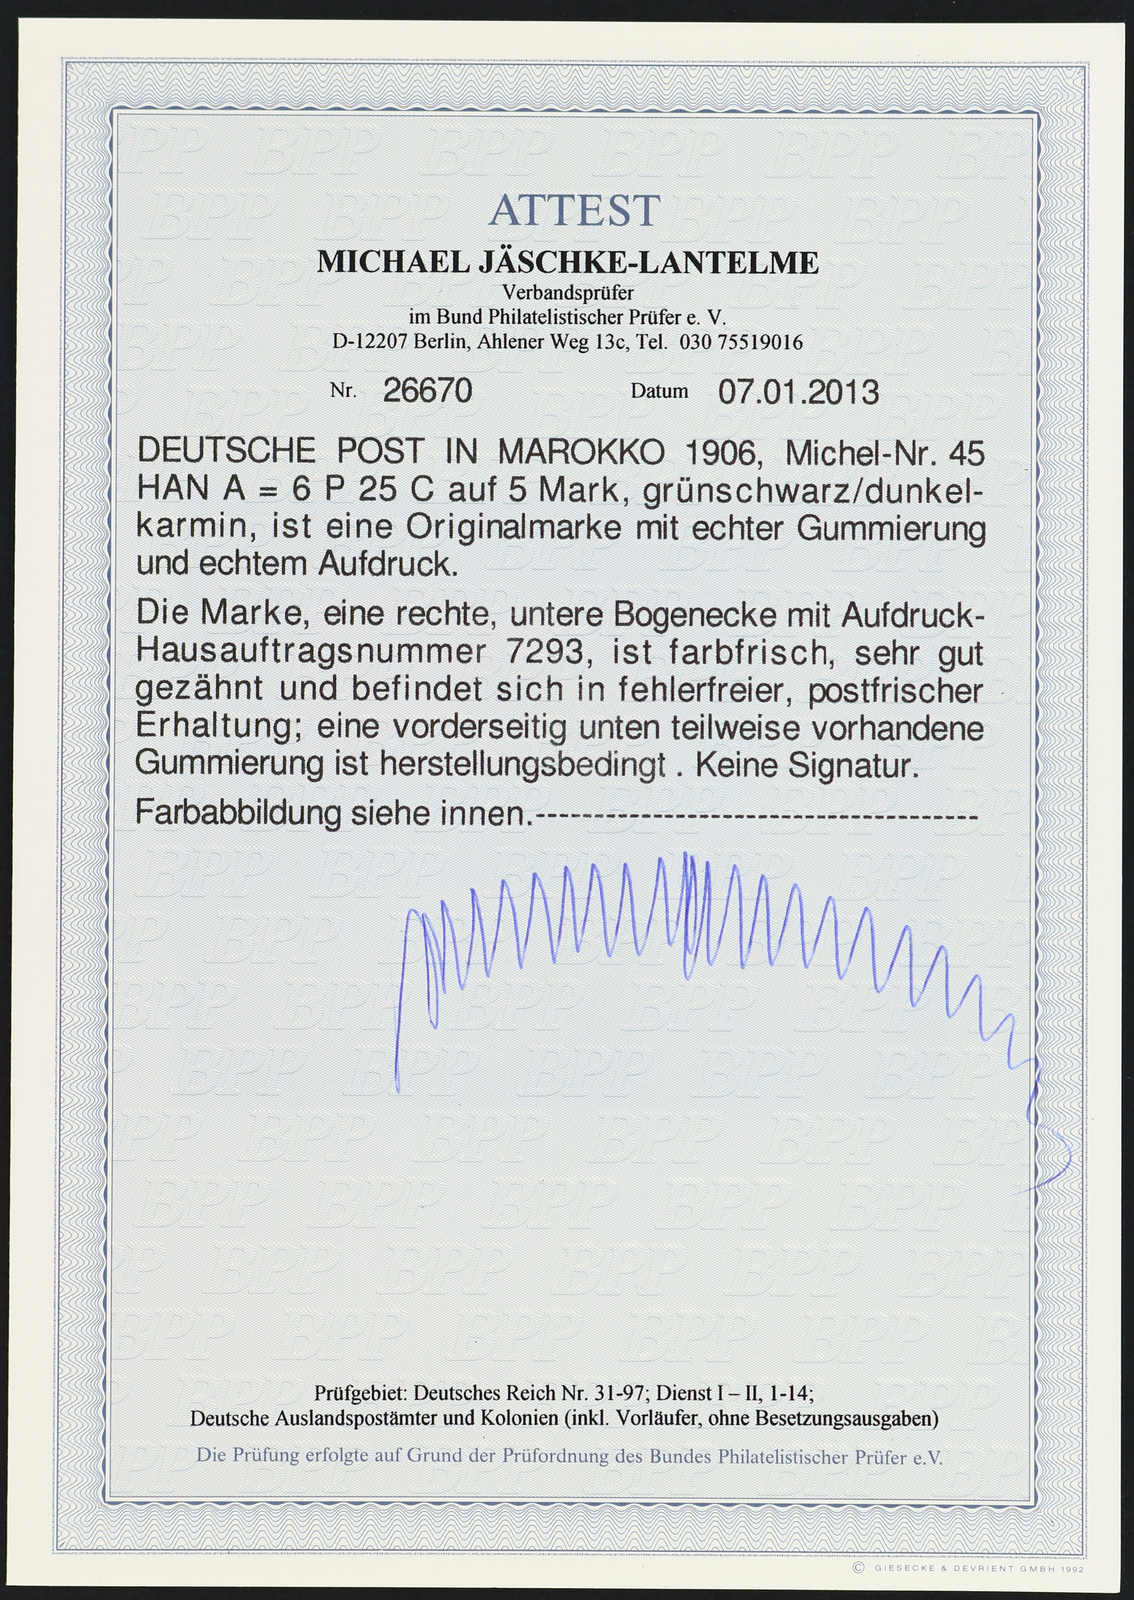 ATTEST
MICHAEL JÄSCHKE-LANTELME
Verbandsprüfer
im Bund Philatelistischer Prüfer e. V.
D-12207 Berlin, Ahlener Weg 13c, Tel. 030 75519016
Nr. 26670 Datum 07.01.2013
DEUTSCHE POST IN MAROKKO 1906, Michel-Nr. 45
HAN A = 6 P 25 C auf 5 Mark, grünschwarz/dunkel-
karmin, ist eine Originalmarke mit echter Gummierung
und echtem Aufdruck.
Die Marke, eine rechte, untere Bogenecke mit Aufdruck-
Hausauftragsnummer 7293, ist farbfrisch, sehr gut
gezähnt und befindet sich in fehlerfreier, postfrischer
Erhaltung; eine vorderseitig unten teilweise vorhandene
Gummierung ist herstellungsbedingt . Keine Signatur.
Farbabbildung siehe innen.--------------------------------------
Prüfgebiet: Deutsches Reich Nr. 31-97; Dienst I – II, 1-14;
Deutsche Auslandspostämter und Kolonien (inkl. Vorläufer, ohne Besetzungsausgaben)
Die Prüfung erfolgte auf Grund der Prüfordnung des Bundes Philatelistischer Prüfer e.V.
© GIESECKE & DEVRIENT GMBH 1992